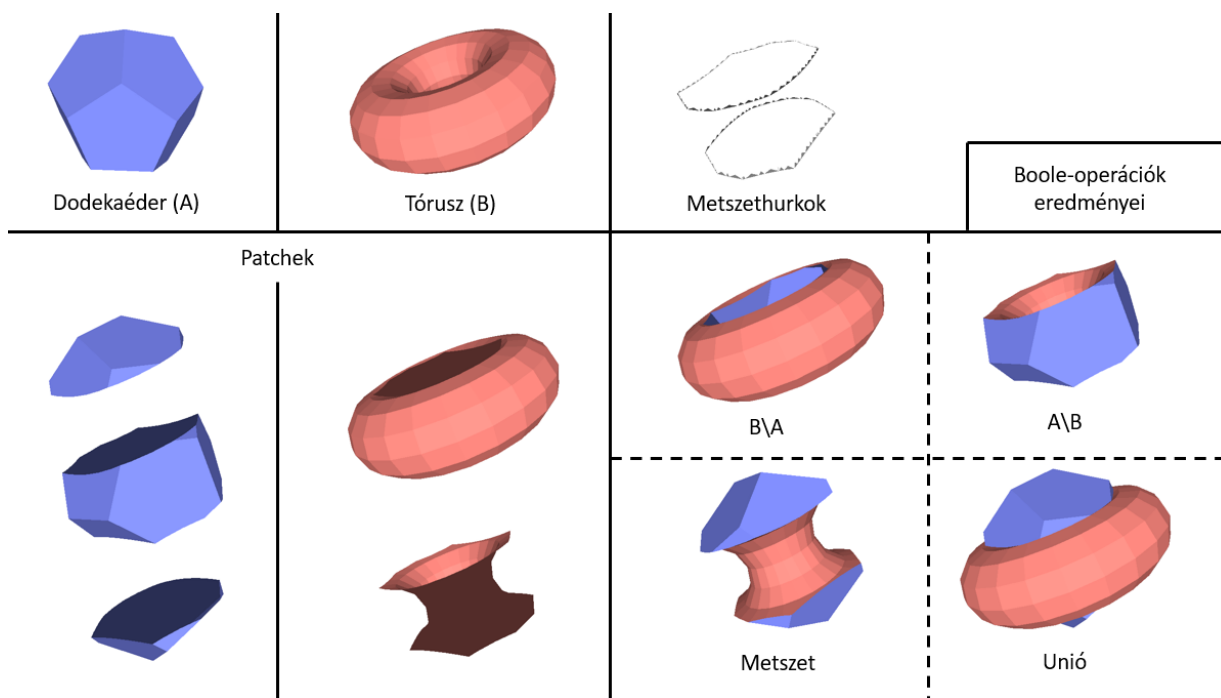 Dodekaéder (A)
Tórusz (B)
Metszethurkok
Boole-operációk
eredményei
Patchek
B\A
A\B
Metszet
Unió